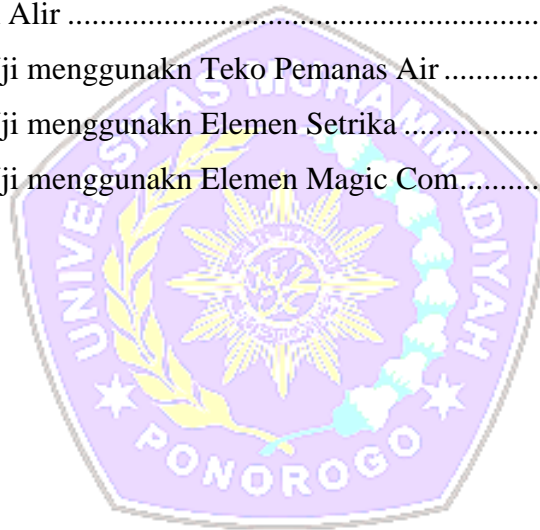 Alir ................................................
ji menggunakn Teko Pemanas Air ............
ji menggunakn Elemen Setrika ................
ji menggunakn Elemen Magic Com..........
UNIVERSITAS MUHAMMADIYAH
PONOROGO